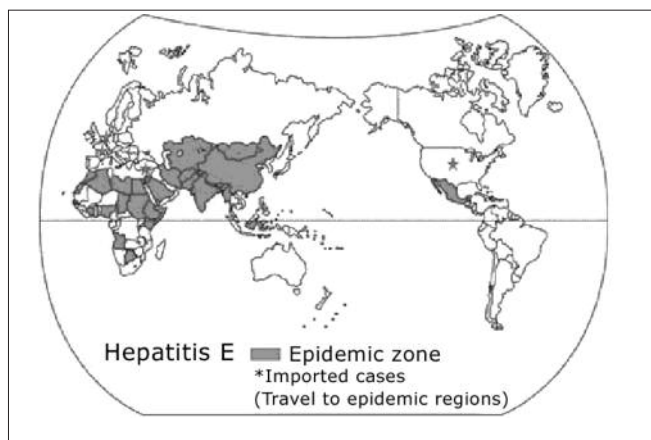 Hepatitis E Epidemic zone
*Imported cases
(Travel to epidemic regions)